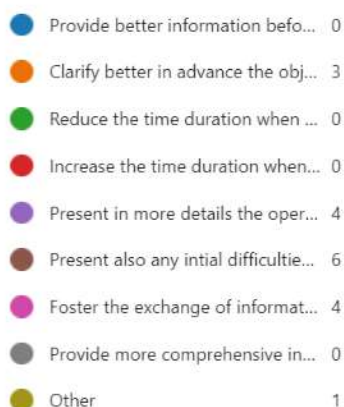 Provide better information befo... 0
Clarify better in advance the obj... 3
Reduce the time duration when ... 0
Increase the time duration when... 0
Present in more details the oper... 4
Present also any intial difficultie... 6
Foster the exchange of informat... 4
Provide more comprehensive in... 0
Other 1